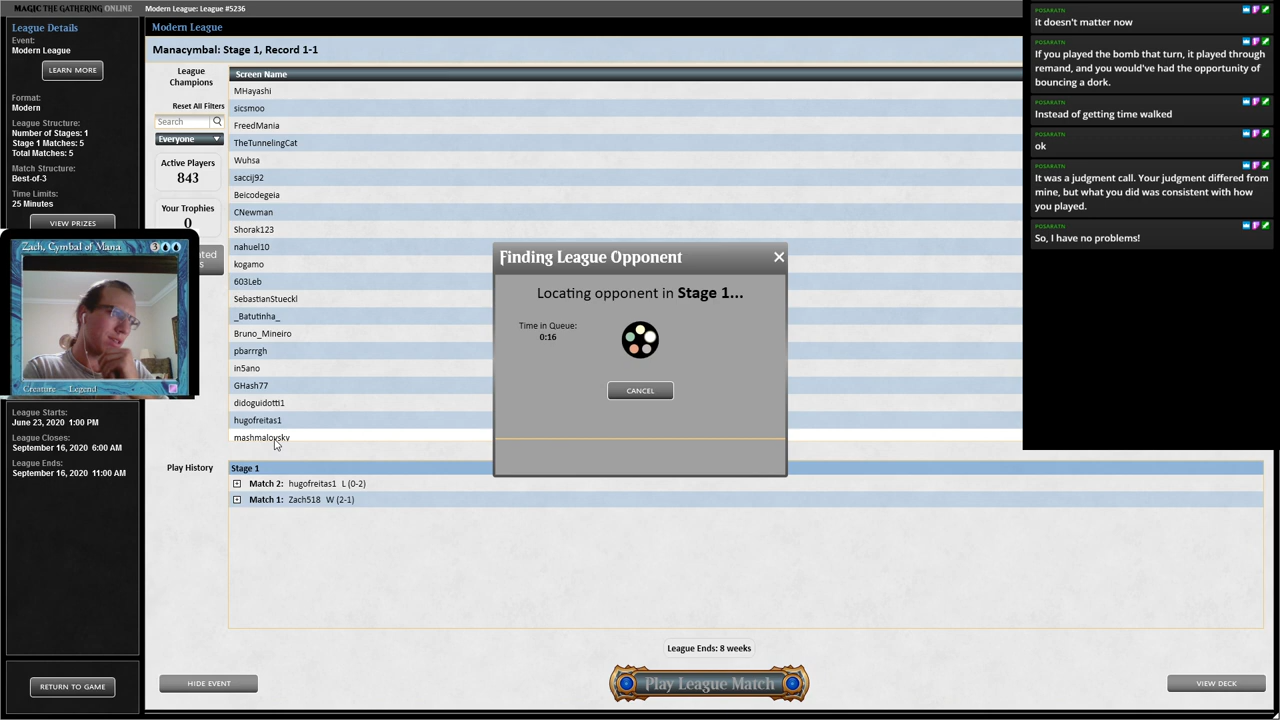 MAGIC THE GATHERING ONLINE
Modern League: League #5236
League Details
Event:
Modern League
LEARN MORE
Format:
Modern
League Structure:
Number of Stages: 1
Stage 1 Matches: 5
Total Matches: 5
Match Structure:
Best-of-3
Time Limits:
25 Minutes
VIEW PRIZES
Zach, Cymbal of Mana
3
Creature — Legend
League Starts:
June 23, 2020 1:00 PM
League Closes:
September 16, 2020 6:00 AM
League Ends:
September 16, 2020 11:00 AM
RETURN TO GAME
Modern League
Manacymbal: Stage 1, Record 1-1
League
Champions
Reset All Filters
Search
Everyone
Active Players
843
Your Trophies
0
Screen Name
MHayashi
sicsmoo
FreedMania
TheTunnelingCat
Wuhsa
saccij92
Beicodegeia
CNewman
Shorak123
nahuel10
kogamo
603Leb
SebastianStueckl
_Batutinha_
Bruno_Mineiro
pbarrrgh
in5ano
GHash77
didoguidotti1
hugofreitas1
mashmalovsky
Finding League Opponent
Locating opponent in Stage 1...
Time in Queue:
0:16
CANCEL
Play History
Stage 1
Match 2: hugofreitas1 L (0-2)
Match 1: Zach518 W (2-1)
League Ends: 8 weeks
HIDE EVENT
Play League Match
VIEW DECK
POSARATN
it doesn't matter now
POSARATN
If you played the bomb that turn, it played through
remand, and you would've had the opportunity of
bouncing a dork.
POSARATN
Instead of getting time walked
POSARATN
ok
POSARATN
It was a judgment call. Your judgment differed from
mine, but what you did was consistent with how
you played.
POSARATN
So, I have no problems!